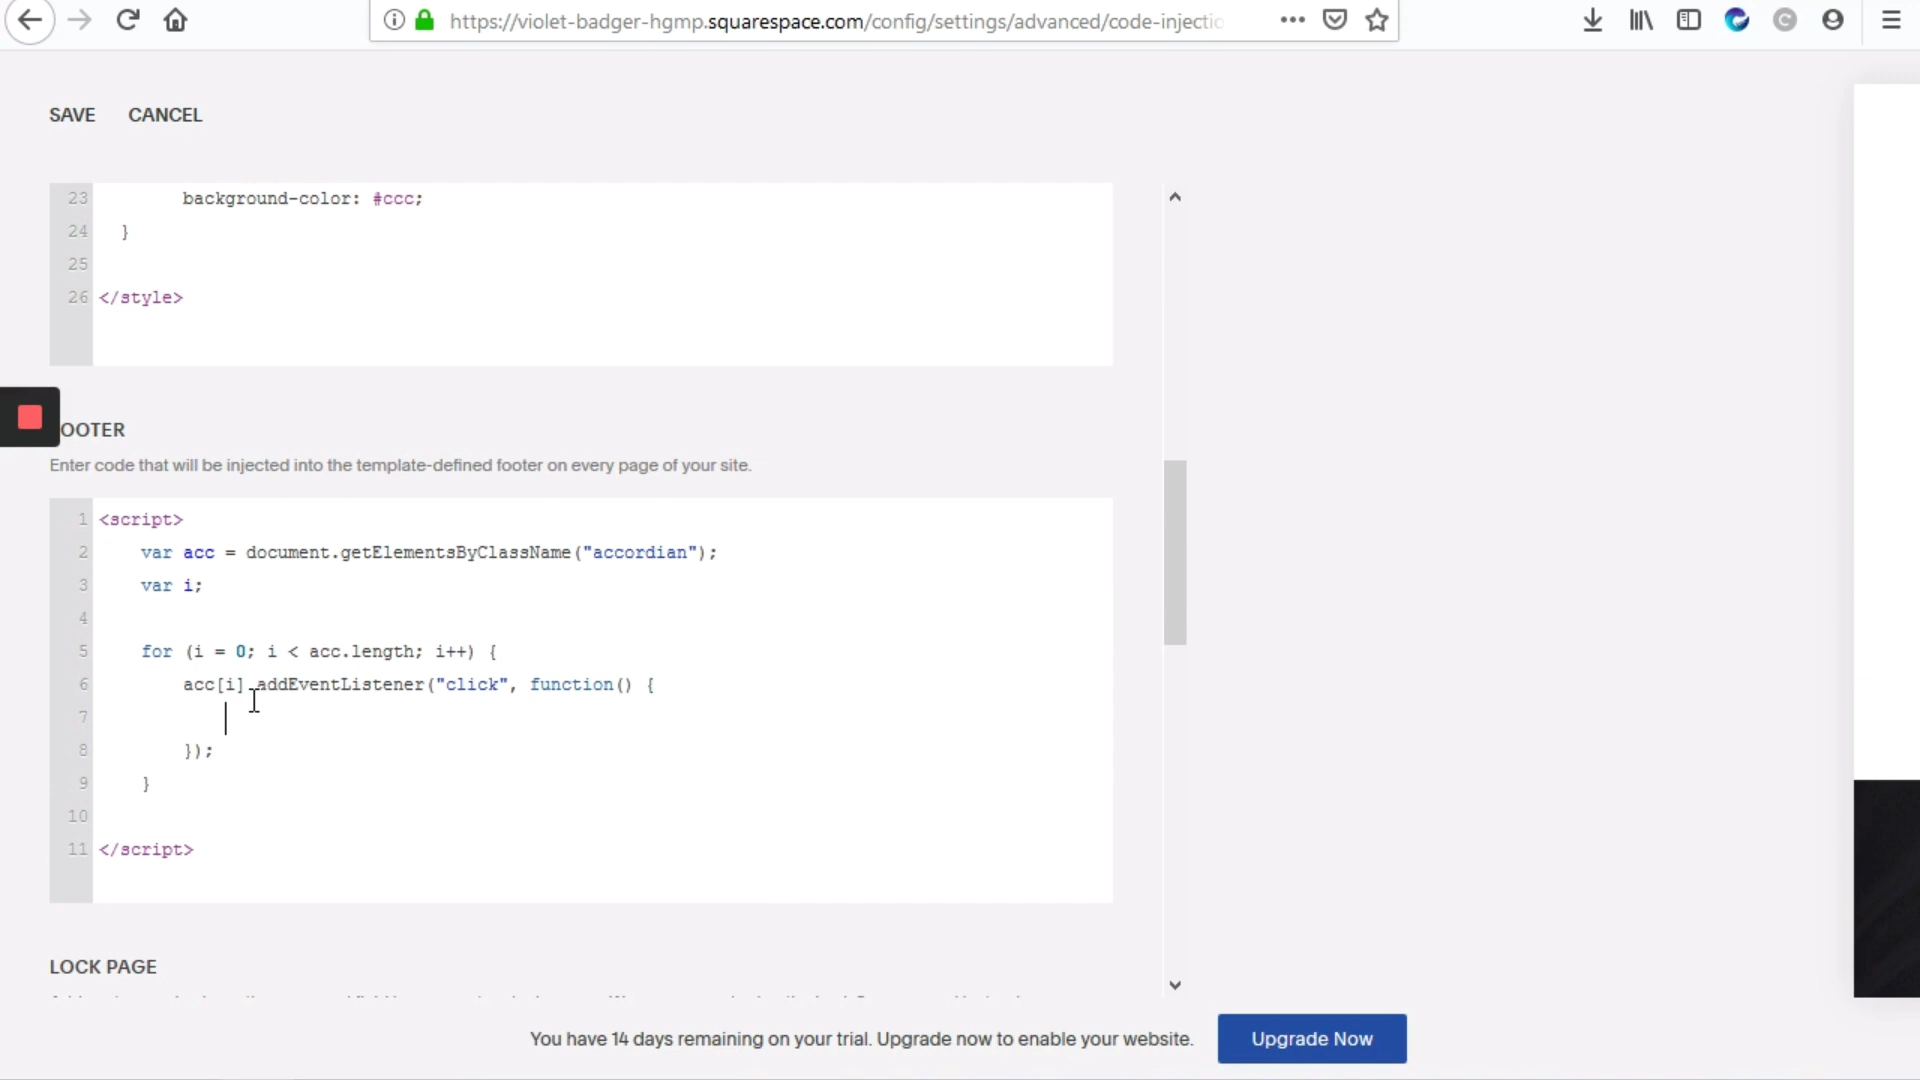 https://violet-badger-hgmp.squarespace.com/config/settings/advanced/code-injectio
SAVE CANCEL
23 background-color: #ccc;
24 }
25
26 </style>
OOTER
Enter code that will be injected into the template-defined footer on every page of your site.
1 <script>
2 var acc = document.getElementsByClassName("accordian");
3 var i;
4
5 for (i = 0; i < acc.length; i++) {
6 acc[i].addEventListener("click", function() {
7
8 });
9 }
10
11 </script>
LOCK PAGE
You have 14 days remaining on your trial. Upgrade now to enable your website. Upgrade Now